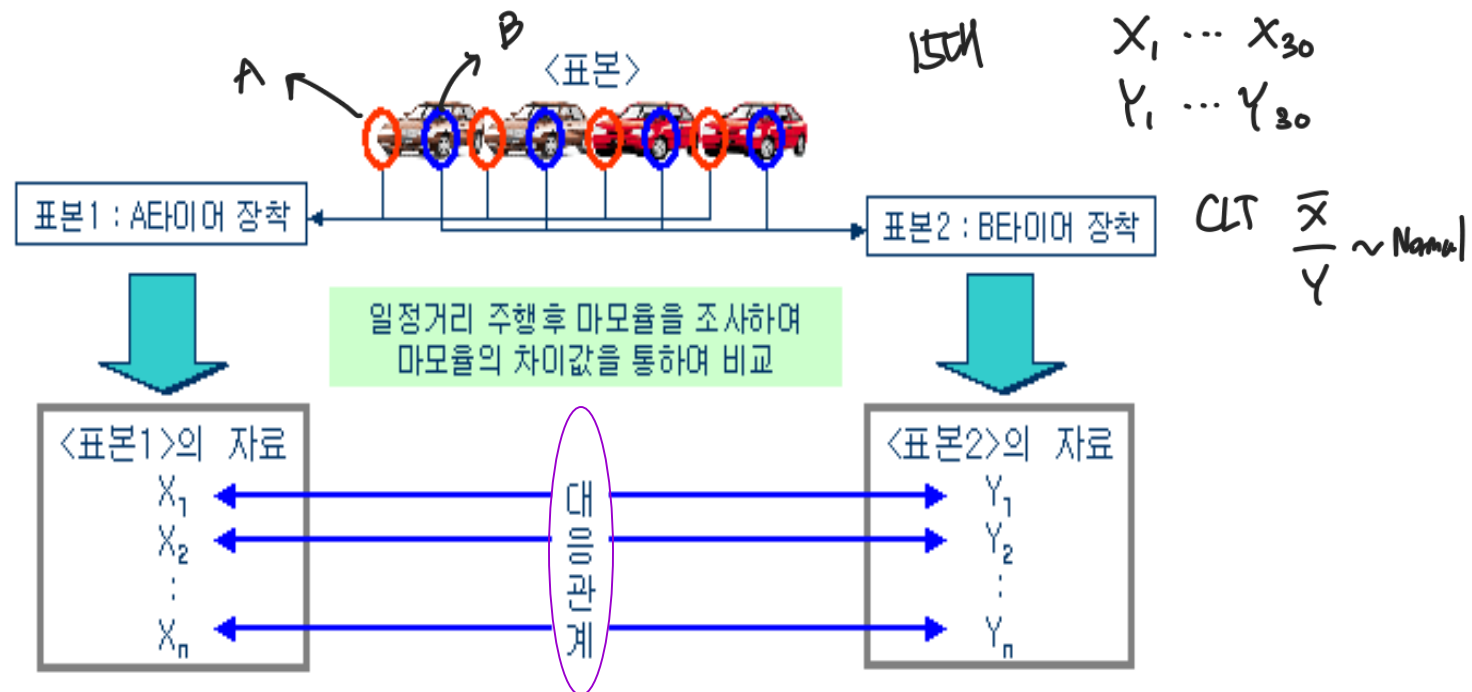 A
B
<표본>
15대
X₁ ⋯ X₃₀
Y₁ ⋯ Y₃₀
표본1 : A타이어 장착
표본2 : B타이어 장착
CLT X̅
Y ~ Normal
일정거리 주행후 마모율을 조사하여
마모율의 차이값을 통하여 비교
<표본1>의 자료
X₁
X₂
⋮
Xₙ
대
응
관
계
<표본2>의 자료
Y₁
Y₂
⋮
Yₙ